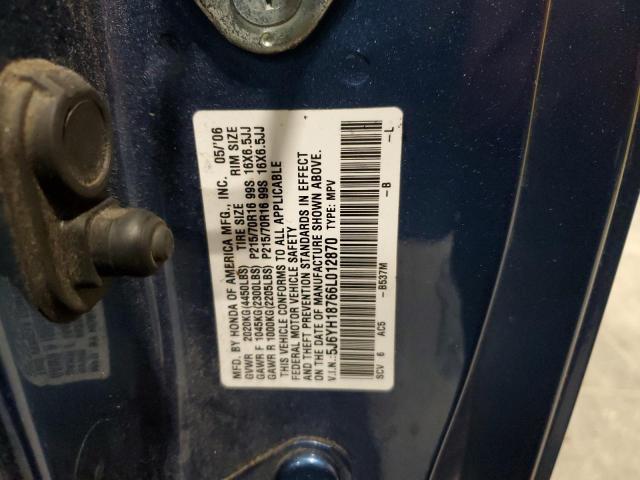 MFD. BY HONDA OF AMERICA MFG., INC. 05/'06
TIRE SIZE RIM SIZE
GVWR 2020KG(4450LBS) P215/70R16 99S 16X6.5JJ
GAWR F 1045KG(2300LBS) P215/70R16 99S 16X6.5JJ
GAWR R 1000KG(2205LBS)
THIS VEHICLE CONFORMS TO ALL APPLICABLE
FEDERAL MOTOR VEHICLE SAFETY
AND THEFT PREVENTION STANDARDS IN EFFECT
ON THE DATE OF MANUFACTURE SHOWN ABOVE.
V.I.N.: 5J6YH18766L012870 TYPE: MPV
SCV 6 AC5 - B537M - B - L